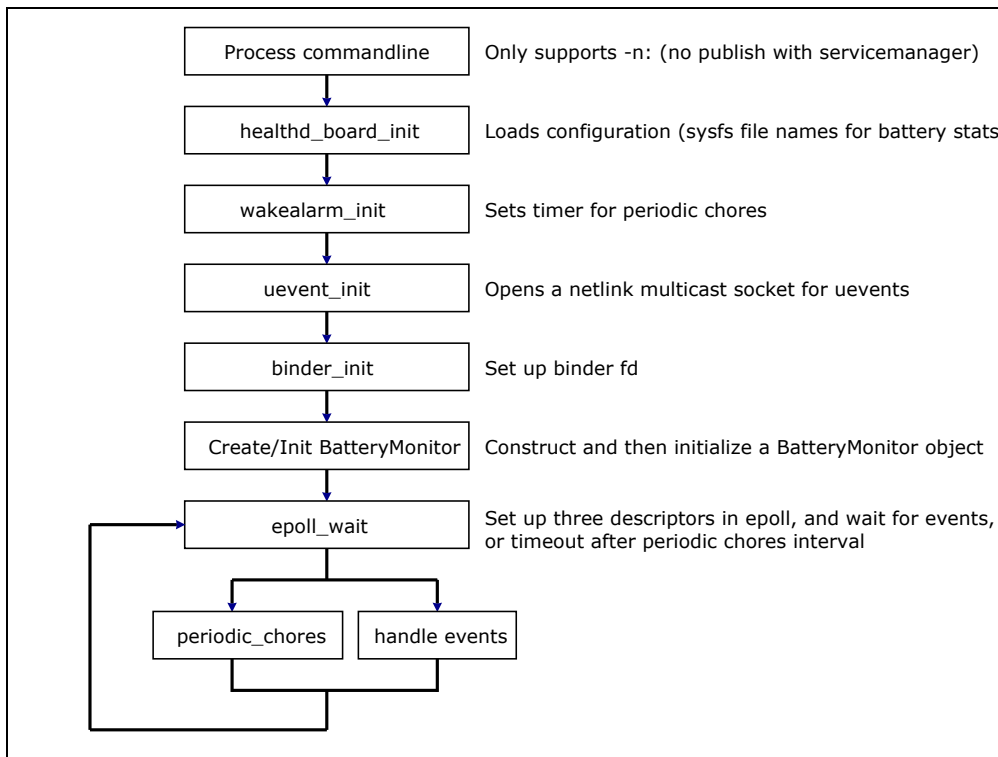 Process commandline
Only supports -n: (no publish with servicemanager)
healthd_board_init
Loads configuration (sysfs file names for battery stats
wakealarm_init
Sets timer for periodic chores
uevent_init
Opens a netlink multicast socket for uevents
binder_init
Set up binder fd
Create/Init BatteryMonitor
Construct and then initialize a BatteryMonitor object
epoll_wait
Set up three descriptors in epoll, and wait for events,
or timeout after periodic chores interval
periodic_chores
handle events